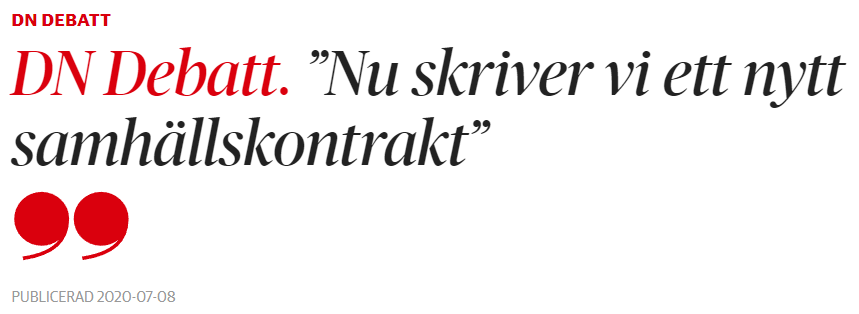 DN DEBATT
DN Debatt. ”Nu skriver vi ett nytt
samhällskontrakt”
PUBLICERAD 2020-07-08